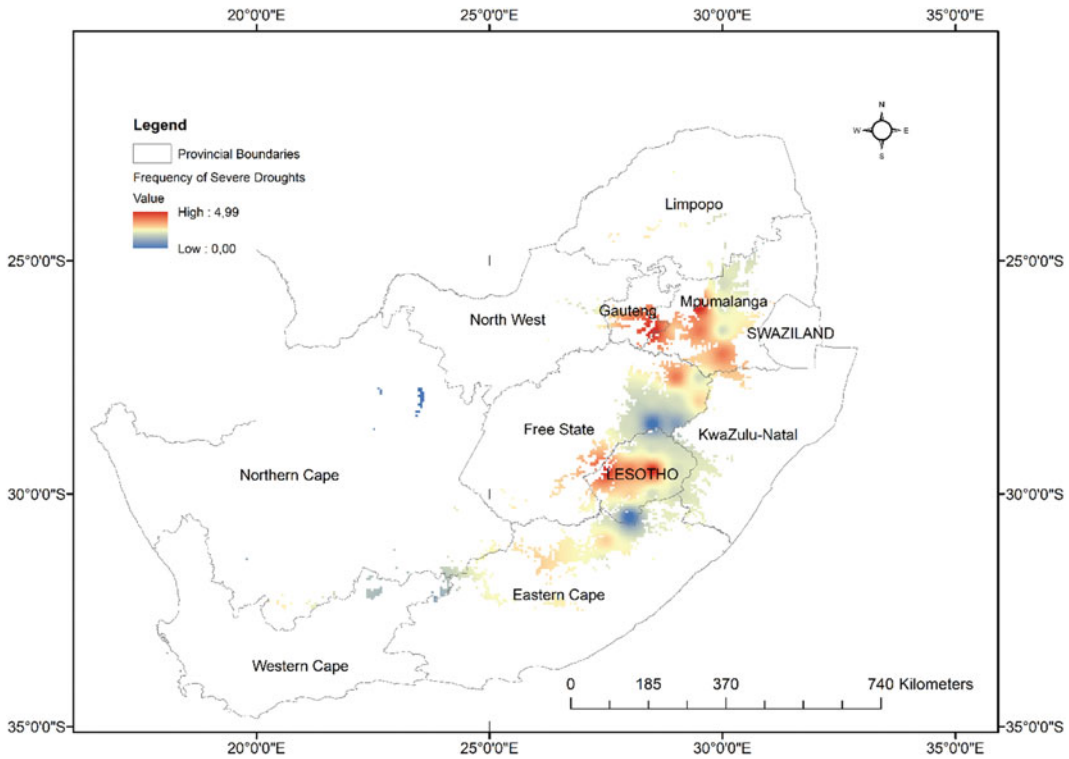 20°0'0"E 25°0'0"E 30°0'0"E 35°0'0"E
N
W E
S
Legend
Provincial Boundaries
Frequency of Severe Droughts
Value
High : 4,99
Low : 0,00
Limpopo
25°0'0"S 25°0'0"S
Mpumalanga
Gauteng
North West
SWAZILAND
Free State
KwaZulu-Natal
Northern Cape
LESOTHO
30°0'0"S 30°0'0"S
Eastern Cape
Western Cape
0 185 370 740 Kilometers
35°0'0"S 35°0'0"S
20°0'0"E 25°0'0"E 30°0'0"E 35°0'0"E